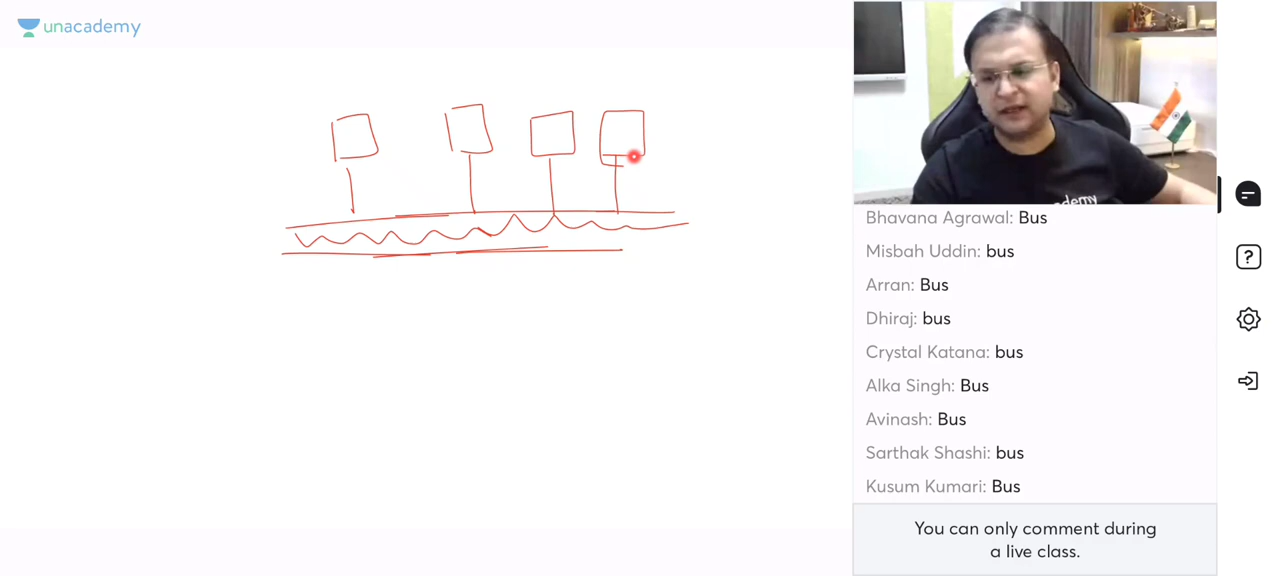 unacademy
ademy
Bhavana Agrawal: Bus
Misbah Uddin: bus
Arran: Bus
Dhiraj: bus
Crystal Katana: bus
Alka Singh: Bus
Avinash: Bus
Sarthak Shashi: bus
Kusum Kumari: Bus
You can only comment during
a live class.